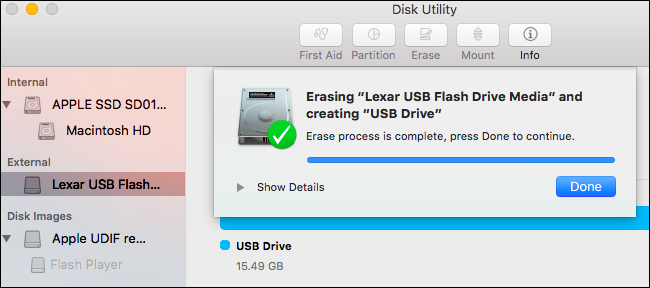 Disk Utility
First Aid
Partition
Erase
Mount
Info
Internal
APPLE SSD SD01...
Macintosh HD
External
Lexar USB Flash...
Disk Images
Apple UDIF re...
Flash Player
Erasing “Lexar USB Flash Drive Media” and
creating “USB Drive”
Erase process is complete, press Done to continue.
Show Details
Done
USB Drive
15.49 GB